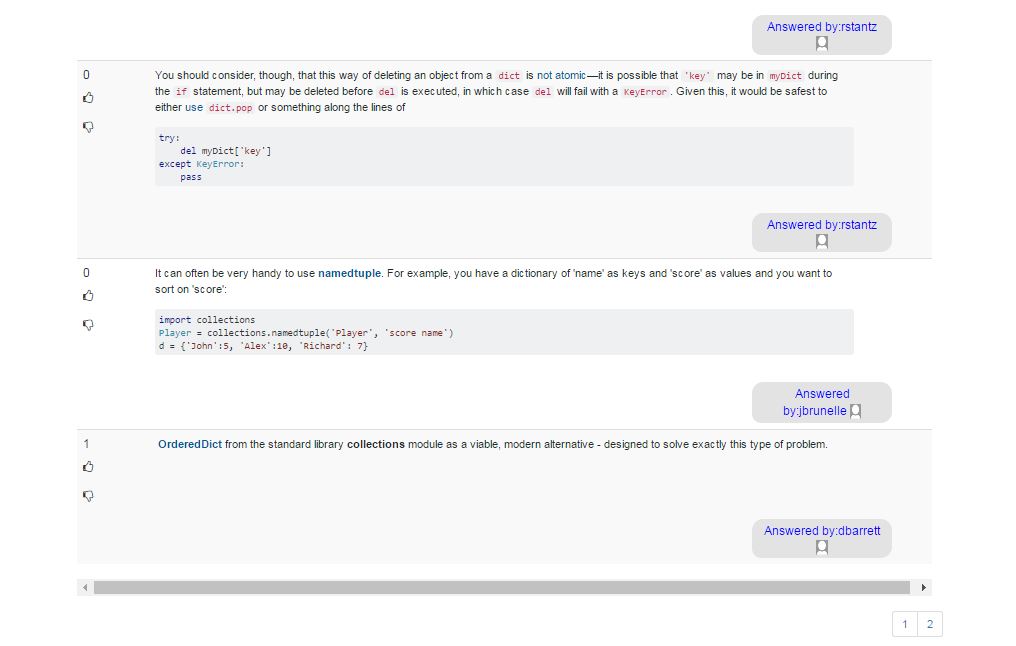 Answered by:rstantz
0
You should consider, though, that this way of deleting an object from a dict is not atomic—it is possible that 'key' may be in myDict during
the if statement, but may be deleted before del is executed, in which case del will fail with a KeyError. Given this, it would be safest to
either use dict.pop or something along the lines of
try:
    del myDict['key']
except KeyError:
    pass
Answered by:rstantz
0
It can often be very handy to use namedtuple. For example, you have a dictionary of 'name' as keys and 'score' as values and you want to
sort on 'score':
import collections
Player = collections.namedtuple('Player', 'score name')
d = {'John':5, 'Alex':10, 'Richard': 7}
Answered
by:jbrunelle
1
OrderedDict from the standard library collections module as a viable, modern alternative - designed to solve exactly this type of problem.
Answered by:dbarrett
1 2